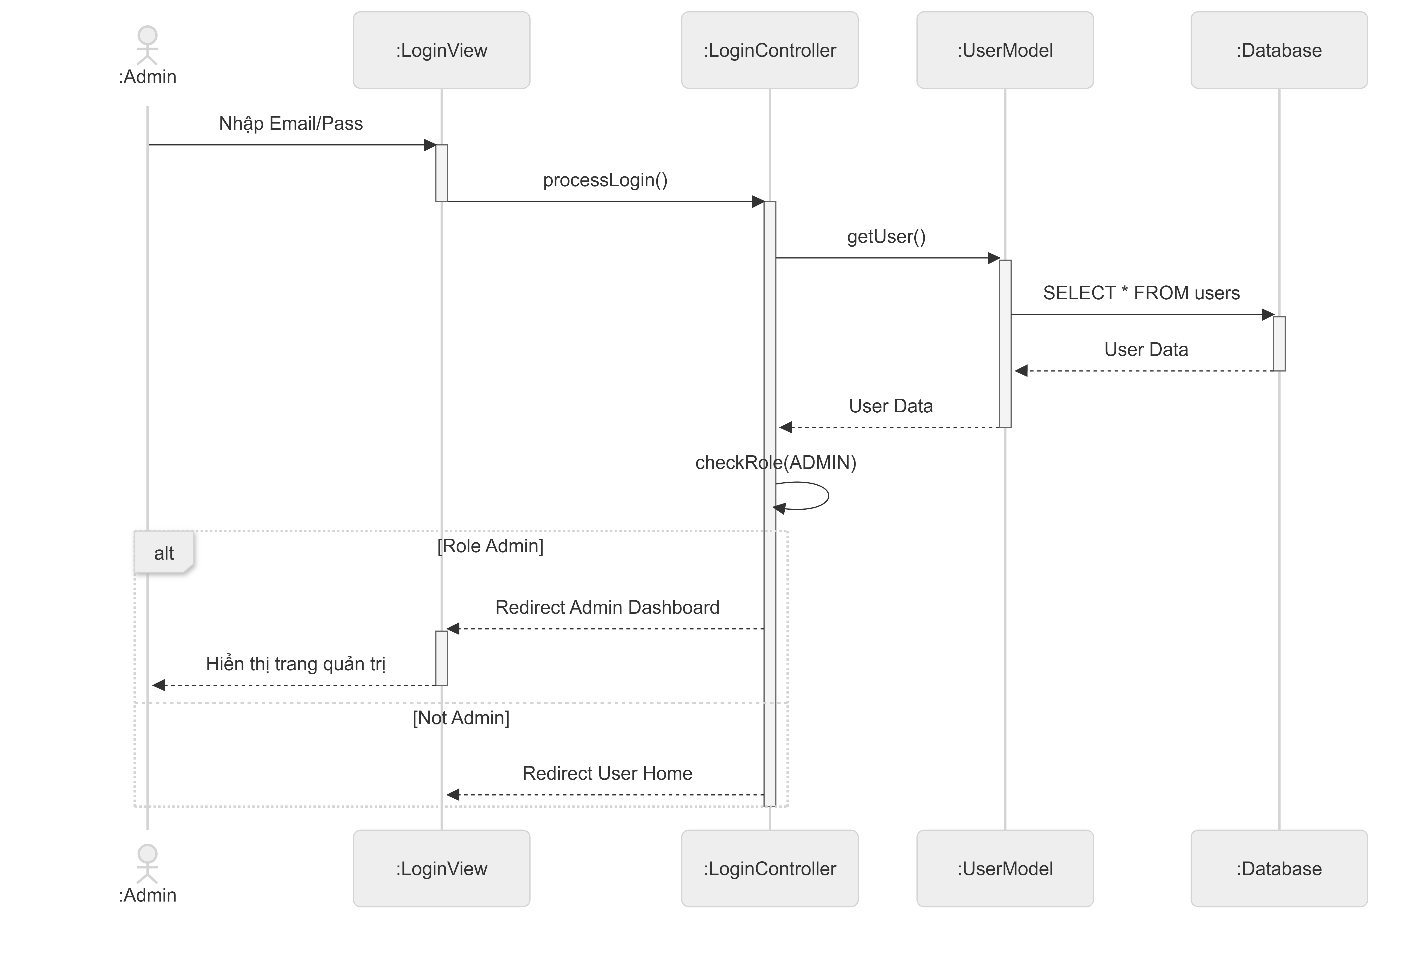 :Admin
:LoginView
:LoginController
:UserModel
:Database
Nhập Email/Pass
processLogin()
getUser()
SELECT * FROM users
User Data
User Data
checkRole(ADMIN)
alt
[Role Admin]
Redirect Admin Dashboard
Hiển thị trang quản trị
[Not Admin]
Redirect User Home
:Admin
:LoginView
:LoginController
:UserModel
:Database